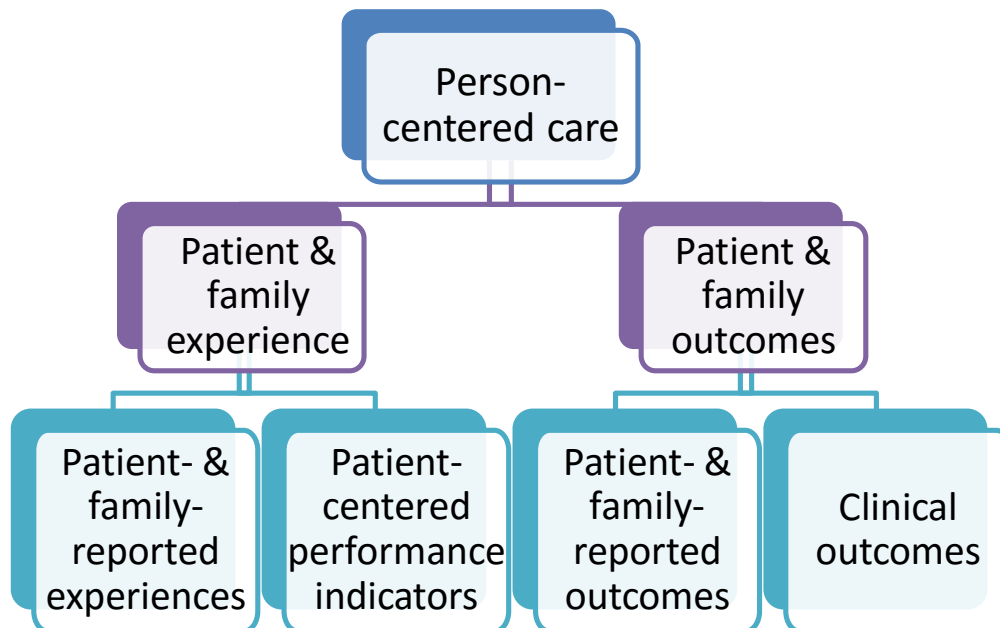 Person-
centered care
Patient &
family
experience
Patient &
family
outcomes
Patient- &
family-
reported
experiences
Patient-
centered
performance
indicators
Patient- &
family-
reported
outcomes
Clinical
outcomes